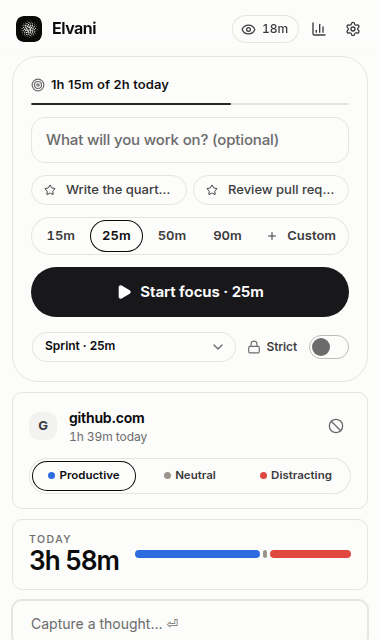 Elvani
18m
1h 15m of 2h today
What will you work on? (optional)
Write the quart...
Review pull req...
15m
25m
50m
90m
+ Custom
Start focus · 25m
Sprint · 25m
Strict
G
github.com
1h 39m today
Productive
Neutral
Distracting
TODAY
3h 58m
Capture a thought... ⏎